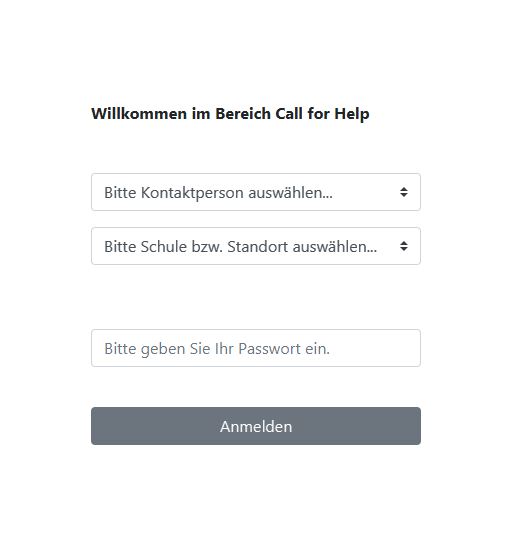 Willkommen im Bereich Call for Help
Bitte Kontaktperson auswählen...
Bitte Schule bzw. Standort auswählen...
Bitte geben Sie Ihr Passwort ein.
Anmelden